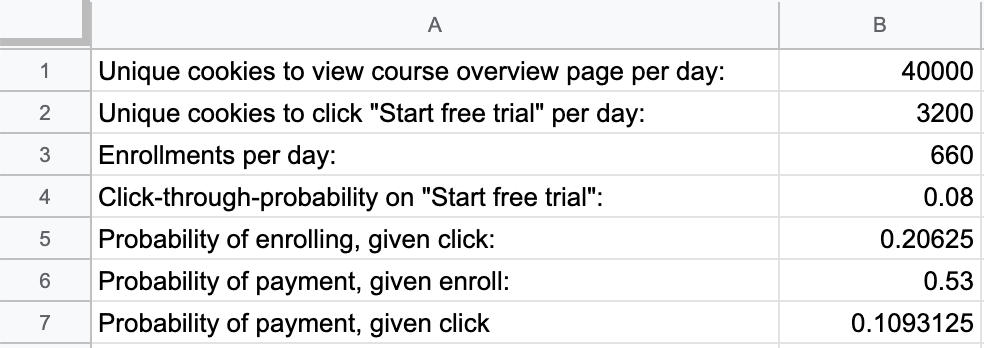 A B
1 Unique cookies to view course overview page per day: 40000
2 Unique cookies to click "Start free trial" per day: 3200
3 Enrollments per day: 660
4 Click-through-probability on "Start free trial": 0.08
5 Probability of enrolling, given click: 0.20625
6 Probability of payment, given enroll: 0.53
7 Probability of payment, given click 0.1093125